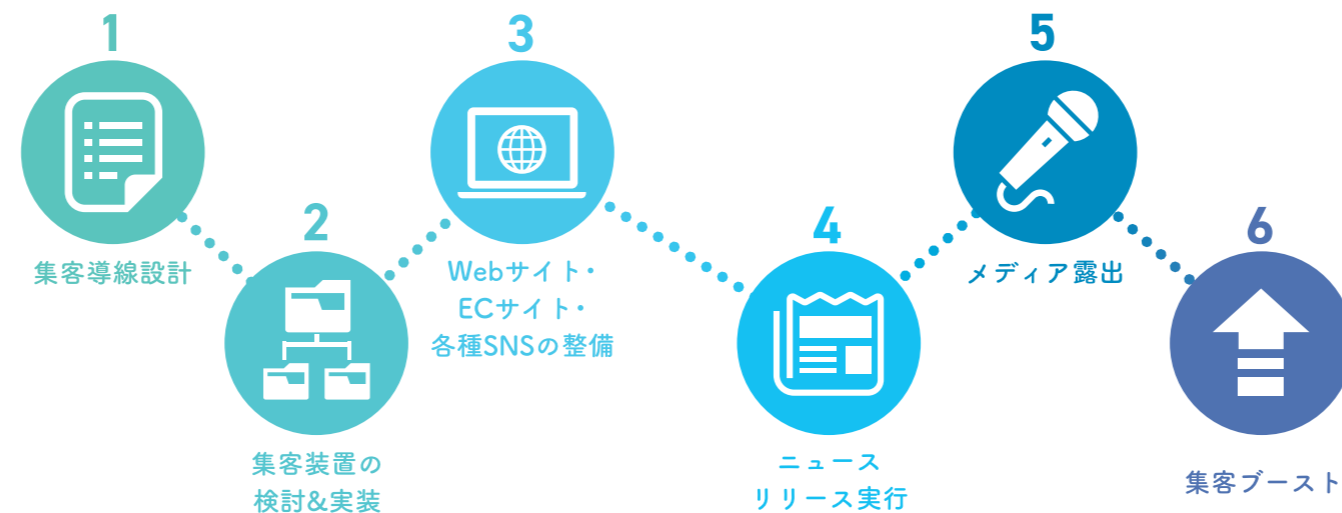 1
集客導線設計
2
集客装置の
検討&実装
3
Webサイト・
ECサイト・
各種SNSの整備
4
ニュース
リリース実行
5
メディア露出
6
集客ブースト